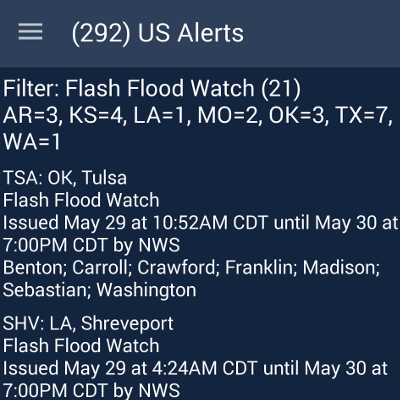 (292) US Alerts
Filter: Flash Flood Watch (21)
AR=3, KS=4, LA=1, MO=2, OK=3, TX=7,
WA=1
TSA: OK, Tulsa
Flash Flood Watch
Issued May 29 at 10:52AM CDT until May 30 at
7:00PM CDT by NWS
Benton; Carroll; Crawford; Franklin; Madison;
Sebastian; Washington
SHV: LA, Shreveport
Flash Flood Watch
Issued May 29 at 4:24AM CDT until May 30 at
7:00PM CDT by NWS